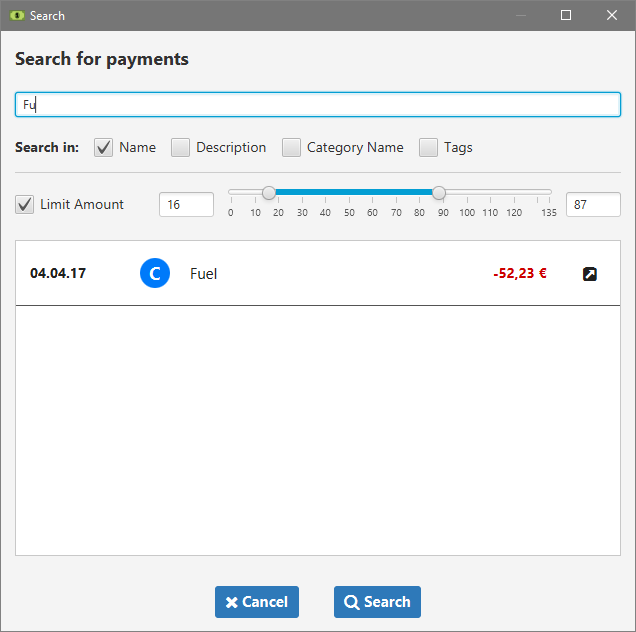 Search
Search for payments
Fu
Search in: Name Description Category Name Tags
Limit Amount 16 87
0 10 20 30 40 50 60 70 80 90 100 110 120 135
04.04.17 C Fuel -52,23 €
Cancel Search